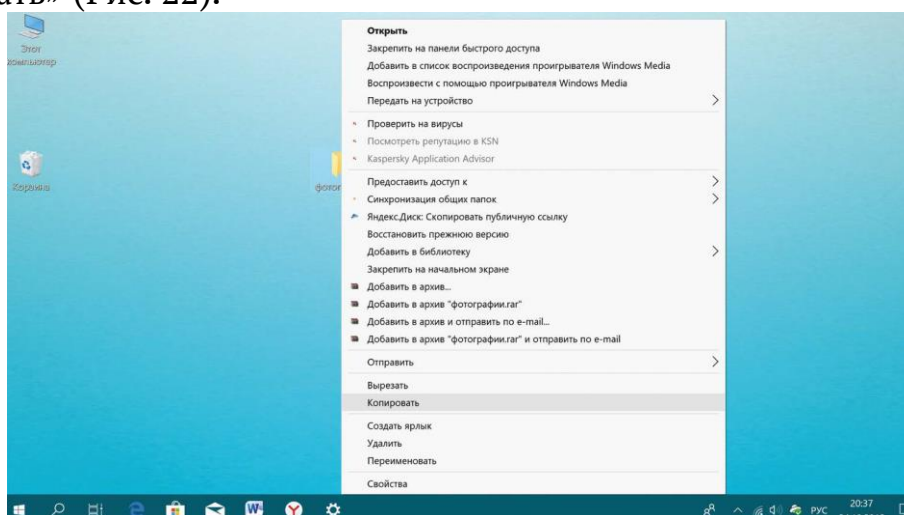 (Рис. 22).
Этот
компьютер
Корзина
Открыть
Закрепить на панели быстрого доступа
Добавить в список воспроизведения проигрывателя Windows Media
Воспроизвести с помощью проигрывателя Windows Media
Передать на устройство
Проверить на вирусы
Посмотреть репутацию в KSN
Kaspersky Application Advisor
Предоставить доступ к
Синхронизация общих папок
Яндекс.Диск: Скопировать публичную ссылку
Восстановить прежнюю версию
Добавить в библиотеку
Закрепить на начальном экране
Добавить в архив...
Добавить в архив "фотографии.rar"
Добавить в архив и отправить по e-mail...
Добавить в архив "фотографии.rar" и отправить по e-mail
Отправить
Вырезать
Копировать
Создать ярлык
Удалить
Переименовать
Свойства
РУС 20:37